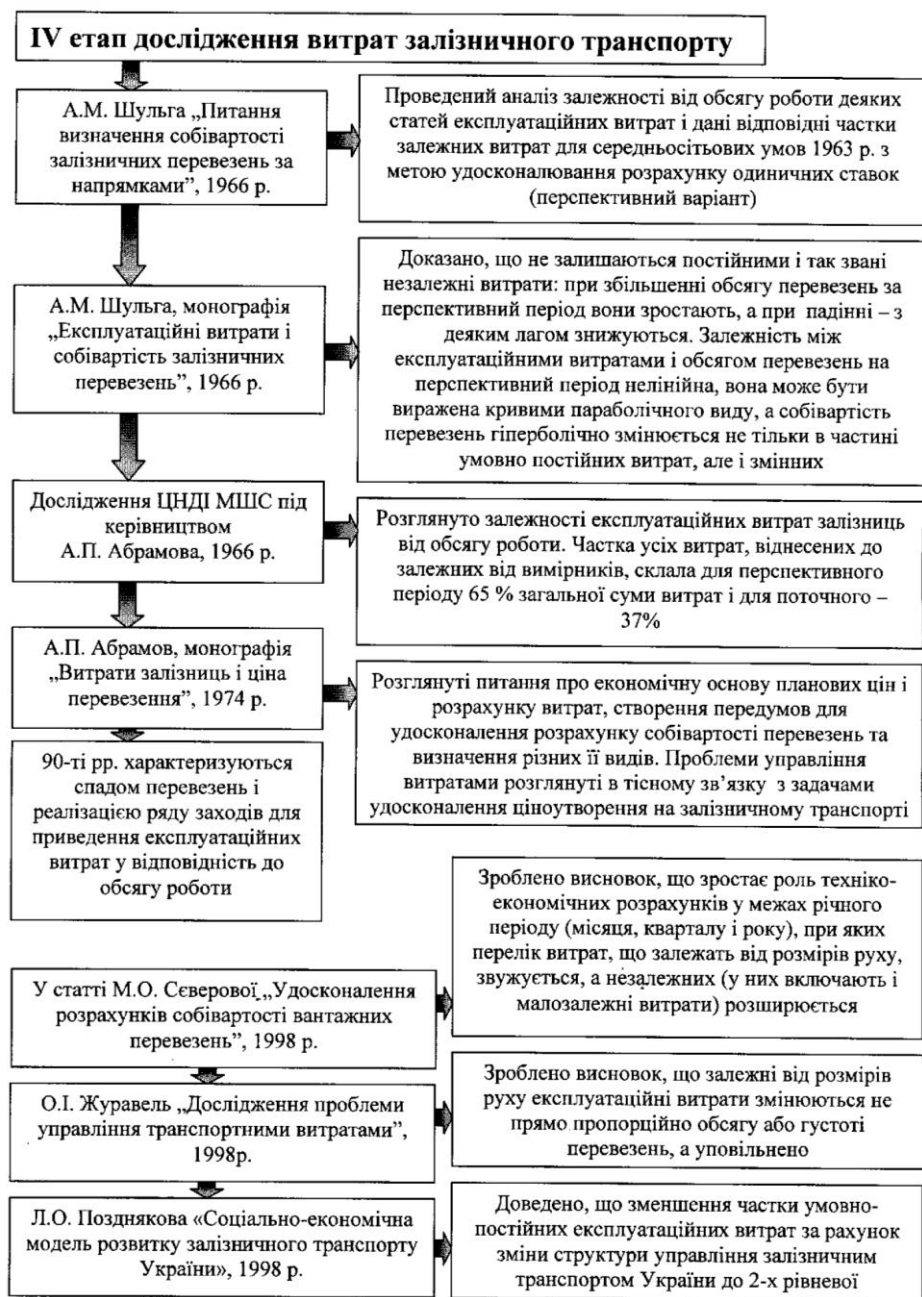 IV етап дослідження витрат залізничного транспорту
А.М. Шульга „Питання
визначення собівартості
залізничних перевезень за
напрямками”, 1966 р.
Проведений аналіз залежності від обсягу роботи деяких
статей експлуатаційних витрат і дані відповідні частки
залежних витрат для середньосітьових умов 1963 р. з
метою удосконалювання розрахунку одиничних ставок
(перспективний варіант)
А.М. Шульга, монографія
„Експлуатаційні витрати і
собівартість залізничних
перевезень”, 1966 р.
Доказано, що не залишаються постійними і так звані
незалежні витрати: при збільшенні обсягу перевезень за
перспективний період вони зростають, а при падінні – з
деяким лагом знижуються. Залежність між
експлуатаційними витратами і обсягом перевезень на
перспективний період нелінійна, вона може бути
виражена кривими параболічного виду, а собівартість
перевезень гіперболічно змінюється не тільки в частині
умовно постійних витрат, але і змінних
Дослідження ЦНДІ МШС під
керівництвом
А.П. Абрамова, 1966 р.
Розглянуто залежності експлуатаційних витрат залізниць
від обсягу роботи. Частка усіх витрат, віднесених до
залежних від вимірників, склала для перспективного
періоду 65 % загальної суми витрат і для поточного –
37%
А.П. Абрамов, монографія
„Витрати залізниць і ціна
перевезення”, 1974 р.
Розглянуті питання про економічну основу планових цін і
розрахунку витрат, створення передумов для
удосконалення розрахунку собівартості перевезень та
визначення різних її видів. Проблеми управління
витратами розглянуті в тісному зв’язку з задачами
удосконалення ціноутворення на залізничному транспорті
90-ті рр. характеризуються
спадом перевезень і
реалізацією ряду заходів для
приведення експлуатаційних
витрат у відповідність до
обсягу роботи
Зроблено висновок, що зростає роль техніко-
економічних розрахунків у межах річного
періоду (місяця, кварталу і року), при яких
перелік витрат, що залежать від розмірів руху,
звужується, а незалежних (у них включають і
малозалежні витрати) розширюється
У статті М.О. Сєверової „Удосконалення
розрахунків собівартості вантажних
перевезень”, 1998 р.
О.І. Журавель „Дослідження проблеми
управління транспортними витратами”,
1998р.
Зроблено висновок, що залежні від розмірів
руху експлуатаційні витрати змінюються не
прямо пропорційно обсягу або густоті
перевезень, а уповільнено
Л.О. Позднякова «Соціально-економічна
модель розвитку залізничного транспорту
України», 1998 р.
Доведено, що зменшення частки умовно-
постійних експлуатаційних витрат за рахунок
зміни структури управління залізничним
транспортом України до 2-х рівневої